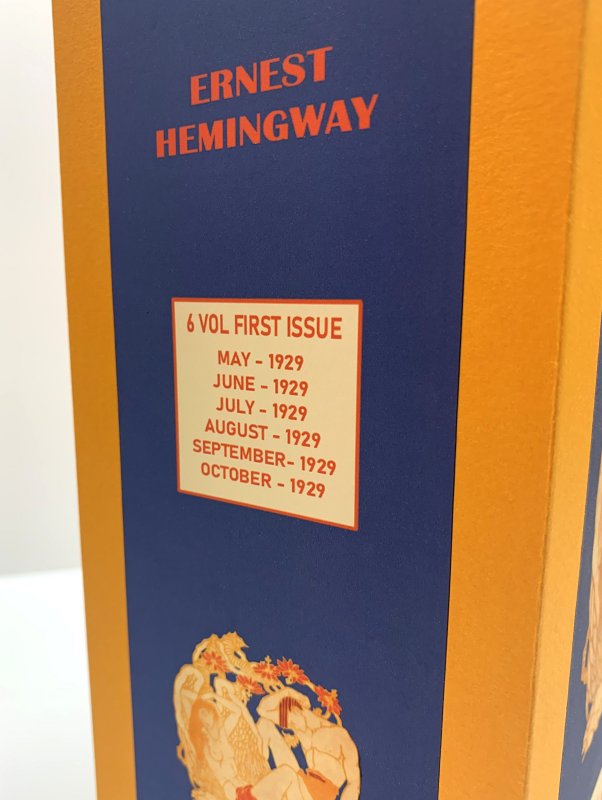 ERNEST
HEMINGWAY
6 VOL FIRST ISSUE
MAY - 1929
JUNE - 1929
JULY - 1929
AUGUST - 1929
SEPTEMBER- 1929
OCTOBER - 1929